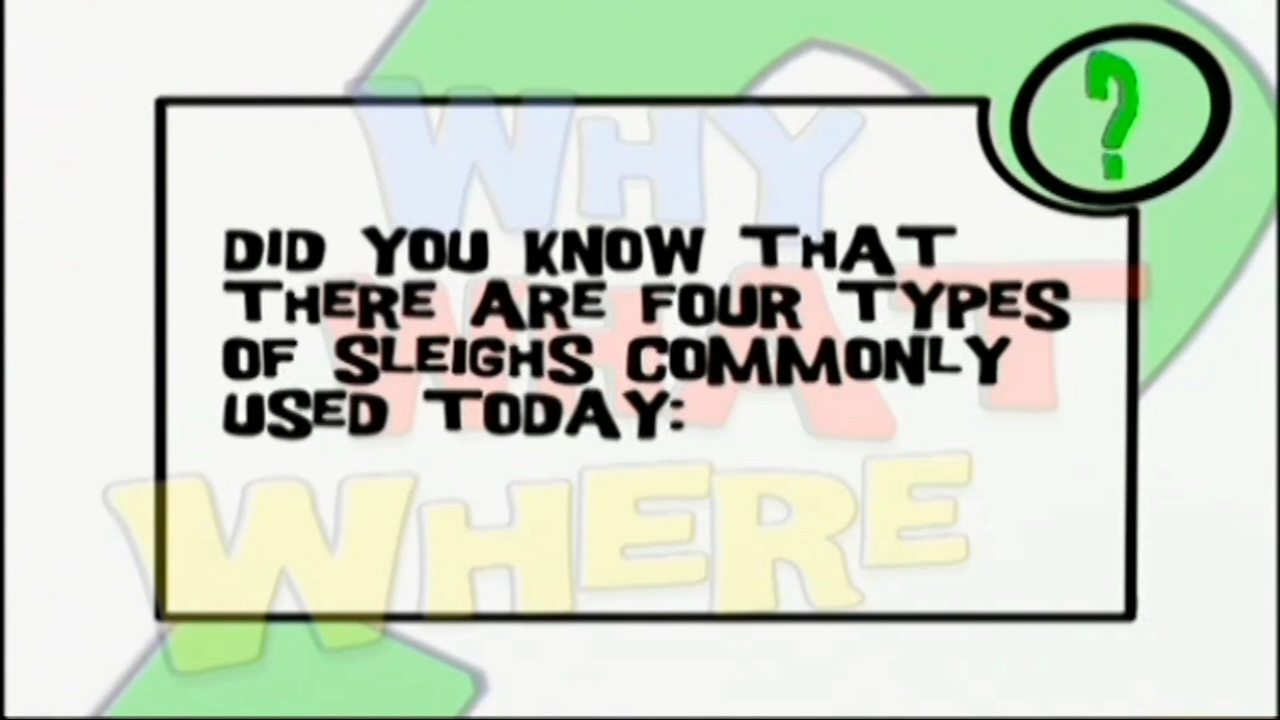 ?
WHY
DID YOU KNOW THAT
THERE ARE FOUR TYPES
WHAT
OF SLEIGHS COMMONLY
USED TODAY:
WHERE